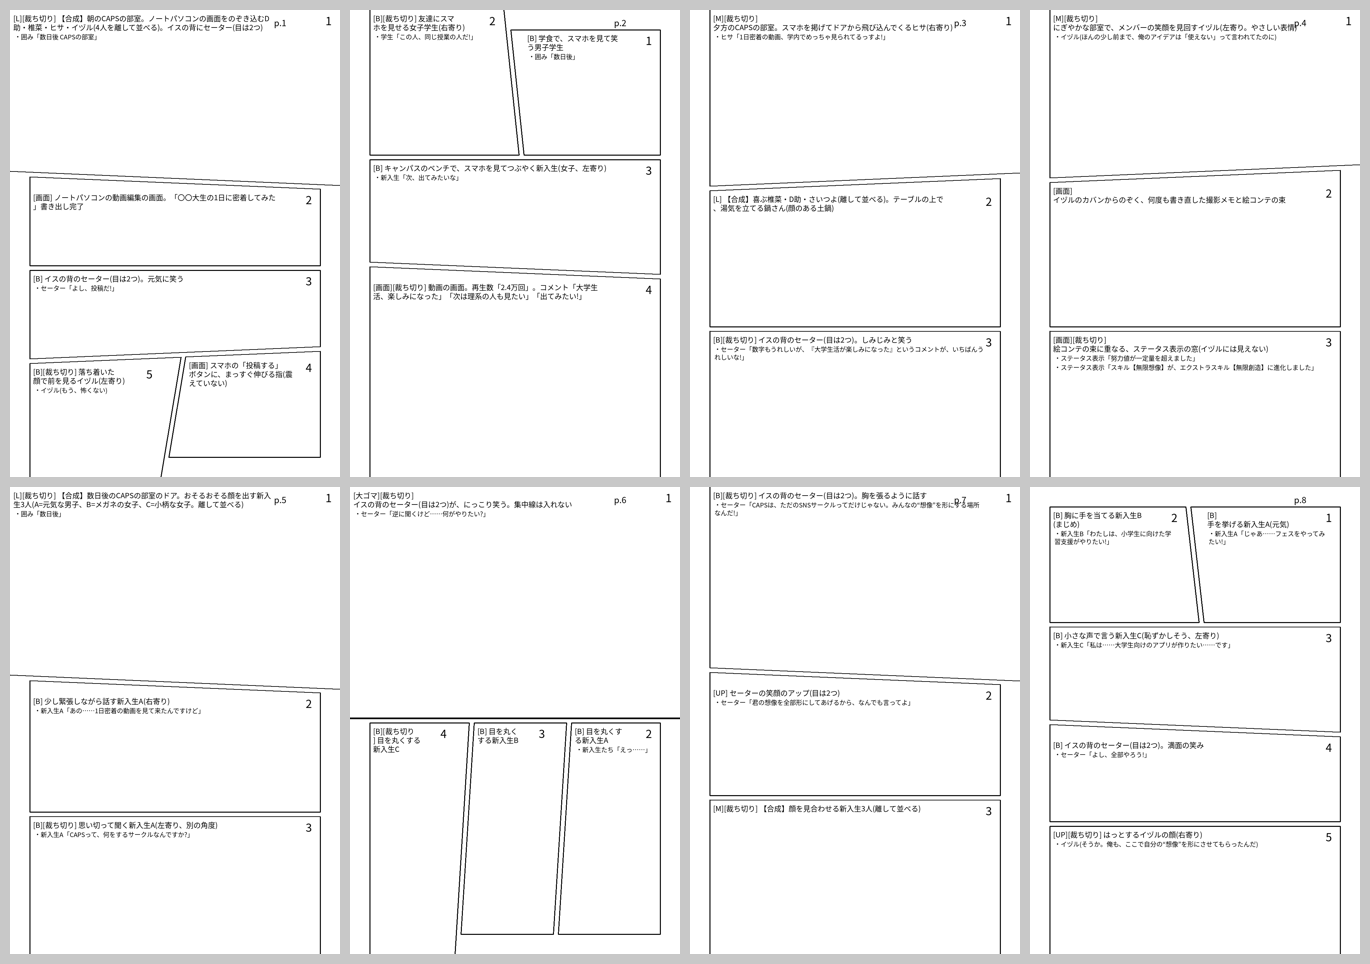 [L][裁ち切り] 【合成】朝のCAPSの部室。ノートパソコンの画面をのぞき込むD
助・椎菜・ヒサ・イヅル(4人を離して並べる)。イスの背にセーター(目は2つ)
・囲み「数日後 CAPSの部室」
p.1
1
[画面] ノートパソコンの動画編集の画面。「〇〇大生の1日に密着してみた
」書き出し完了
2
[B] イスの背のセーター(目は2つ)。元気に笑う
・セーター「よし、投稿だ!」
3
[画面] スマホの「投稿する」
ボタンに、まっすぐ伸びる指(震
えていない)
4
[B][裁ち切り] 落ち着いた
顔で前を見るイヅル(左寄り)
・イヅル(もう、怖くない)
5
p.2
[B] 学食で、スマホを見て笑
う男子学生
・囲み「数日後」
1
[B][裁ち切り] 友達にスマ
ホを見せる女子学生(右寄り)
・学生「この人、同じ授業の人だ!」
2
[B] キャンパスのベンチで、スマホを見てつぶやく新入生(女子、左寄り)
・新入生「次、出てみたいな」
3
[画面][裁ち切り] 動画の画面。再生数「2.4万回」。コメント「大学生
活、楽しみになった」「次は理系の人も見たい」「出てみたい!」
4
[M][裁ち切り]
夕方のCAPSの部室。スマホを掲げてドアから飛び込んでくるヒサ(右寄り)
・ヒサ「1日密着の動画、学内でめっちゃ見られてるっすよ!」
p.3
1
[L] 【合成】喜ぶ椎菜・D助・さいつよ(離して並べる)。テーブルの上で
、湯気を立てる鍋さん(顔のある土鍋)
2
[B][裁ち切り] イスの背のセーター(目は2つ)。しみじみと笑う
・セーター「数字もうれしいが、『大学生活が楽しみになった』というコメントが、いちばんう
れしいな!」
3
[M][裁ち切り]
にぎやかな部室で、メンバーの笑顔を見回すイヅル(左寄り)。やさしい表情
・イヅル(ほんの少し前まで、俺のアイデアは「使えない」って言われてたのに)
p.4
1
[画面]
イヅルのカバンからのぞく、何度も書き直した撮影メモと絵コンテの束
2
[画面][裁ち切り]
絵コンテの束に重なる、ステータス表示の窓(イヅルには見えない)
・ステータス表示「努力値が一定量を超えました」
・ステータス表示「スキル【無限想像】が、エクストラスキル【無限創造】に進化しました」
3
[L][裁ち切り] 【合成】数日後のCAPSの部室のドア。おそるおそる顔を出す新入
生3人(A=元気な男子、B=メガネの女子、C=小柄な女子。離して並べる)
・囲み「数日後」
p.5
1
[B] 少し緊張しながら話す新入生A(右寄り)
・新入生A「あの……1日密着の動画を見て来たんですけど」
2
[B][裁ち切り] 思い切って聞く新入生A(左寄り、別の角度)
・新入生A「CAPSって、何をするサークルなんですか?」
3
[大ゴマ][裁ち切り]
イスの背のセーター(目は2つ)が、にっこり笑う。集中線は入れない
・セーター「逆に聞くけど……何がやりたい?」
p.6
1
[B] 目を丸くす
る新入生A
・新入生たち「えっ……」
2
[B] 目を丸く
する新入生B
3
[B][裁ち切り
] 目を丸くする
新入生C
4
[B][裁ち切り] イスの背のセーター(目は2つ)。胸を張るように話す
・セーター「CAPSは、ただのSNSサークルってだけじゃない。みんなの“想像”を形にする場所
なんだ!」
p.7
1
[UP] セーターの笑顔のアップ(目は2つ)
・セーター「君の想像を全部形にしてあげるから、なんでも言ってよ」
2
[M][裁ち切り] 【合成】顔を見合わせる新入生3人(離して並べる)
3
p.8
[B]
手を挙げる新入生A(元気)
・新入生A「じゃあ……フェスをやってみ
たい!」
1
[B] 胸に手を当てる新入生B
(まじめ)
・新入生B「わたしは、小学生に向けた学
習支援がやりたい!」
2
[B] 小さな声で言う新入生C(恥ずかしそう、左寄り)
・新入生C「私は……大学生向けのアプリが作りたい……です」
3
[B] イスの背のセーター(目は2つ)。満面の笑み
・セーター「よし、全部やろう!」
4
[UP][裁ち切り] はっとするイヅルの顔(右寄り)
・イヅル(そうか。俺も、ここで自分の“想像”を形にさせてもらったんだ)
5